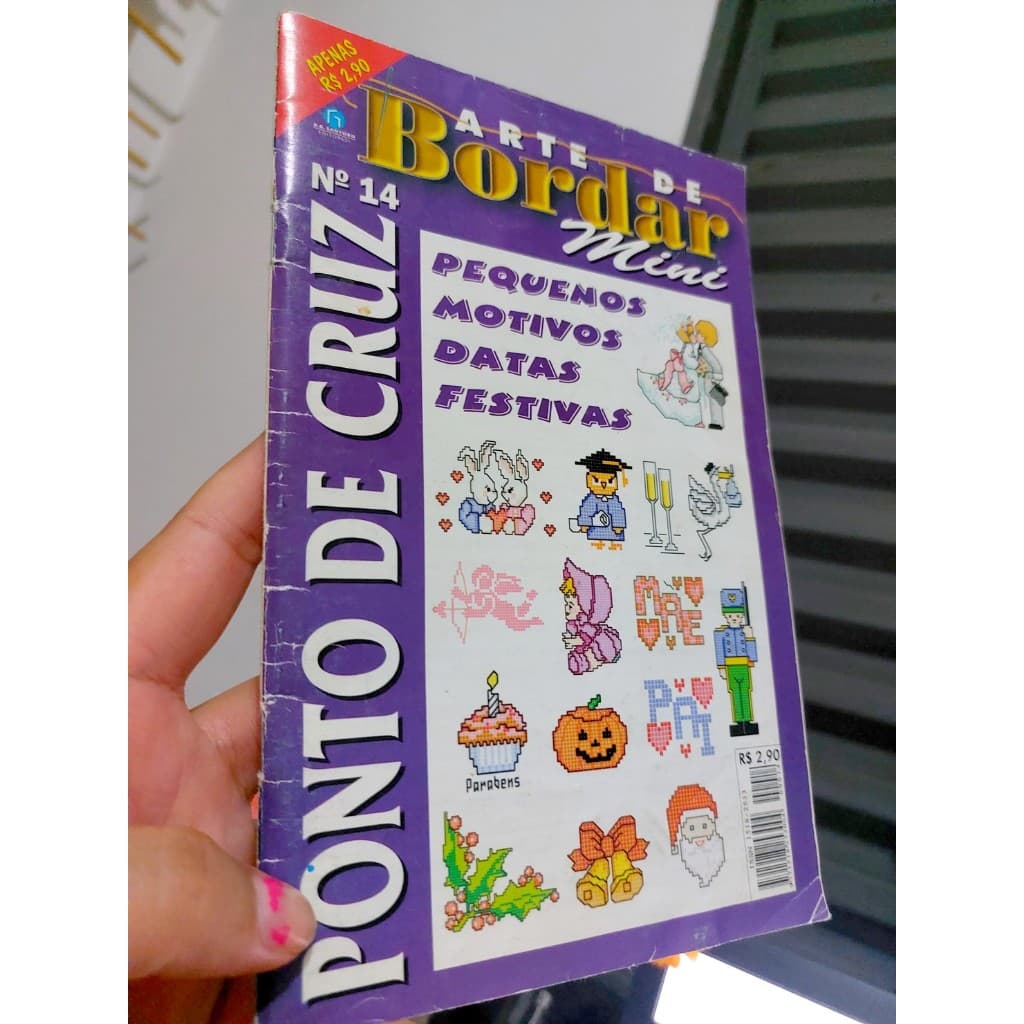 APENAS
R$ 2,90
ARTE DE
Bordar
Mini
Nº 14
PONTO DE CRUZ
PEQUENOS
MOTIVOS
DATAS
FESTIVAS
MÃE
PAI
Parabens
R$ 2,90